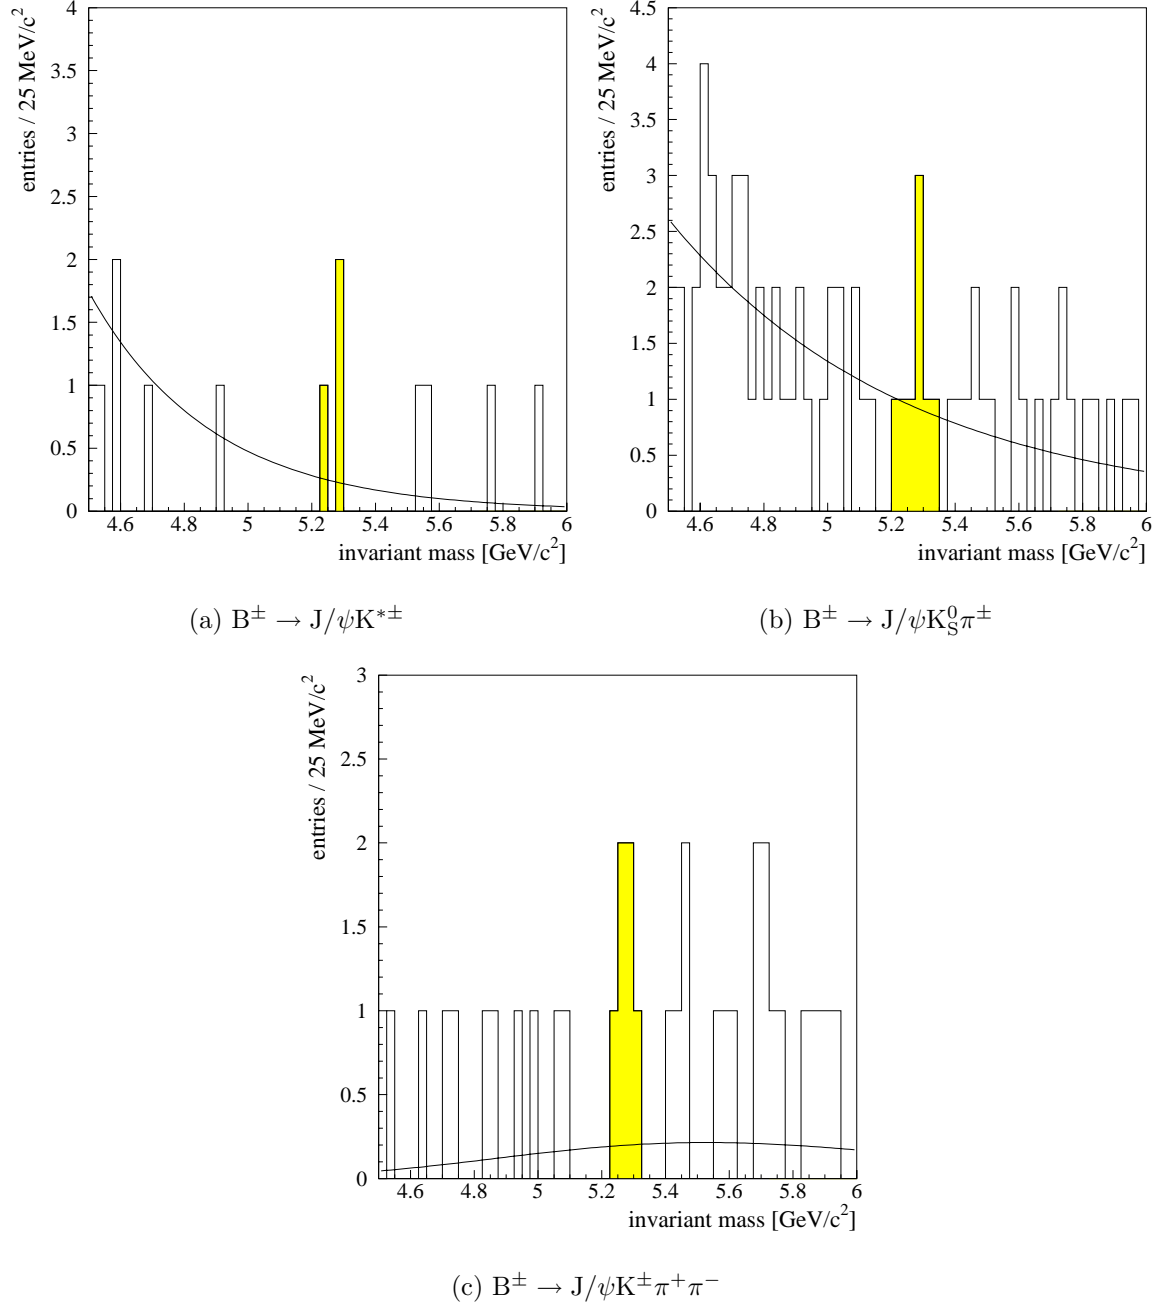 entries / 25 MeV/c²
4
3.5
3
2.5
2
1.5
1
0.5
0
4.6 4.8 5 5.2 5.4 5.6 5.8 6
invariant mass [GeV/c²]
(a) B± → J/ψK*±
entries / 25 MeV/c²
4.5
4
3.5
3
2.5
2
1.5
1
0.5
0
4.6 4.8 5 5.2 5.4 5.6 5.8 6
invariant mass [GeV/c²]
(b) B± → J/ψK⁰_Sπ±
entries / 25 MeV/c²
3
2.5
2
1.5
1
0.5
0
4.6 4.8 5 5.2 5.4 5.6 5.8 6
invariant mass [GeV/c²]
(c) B± → J/ψK±π⁺π⁻